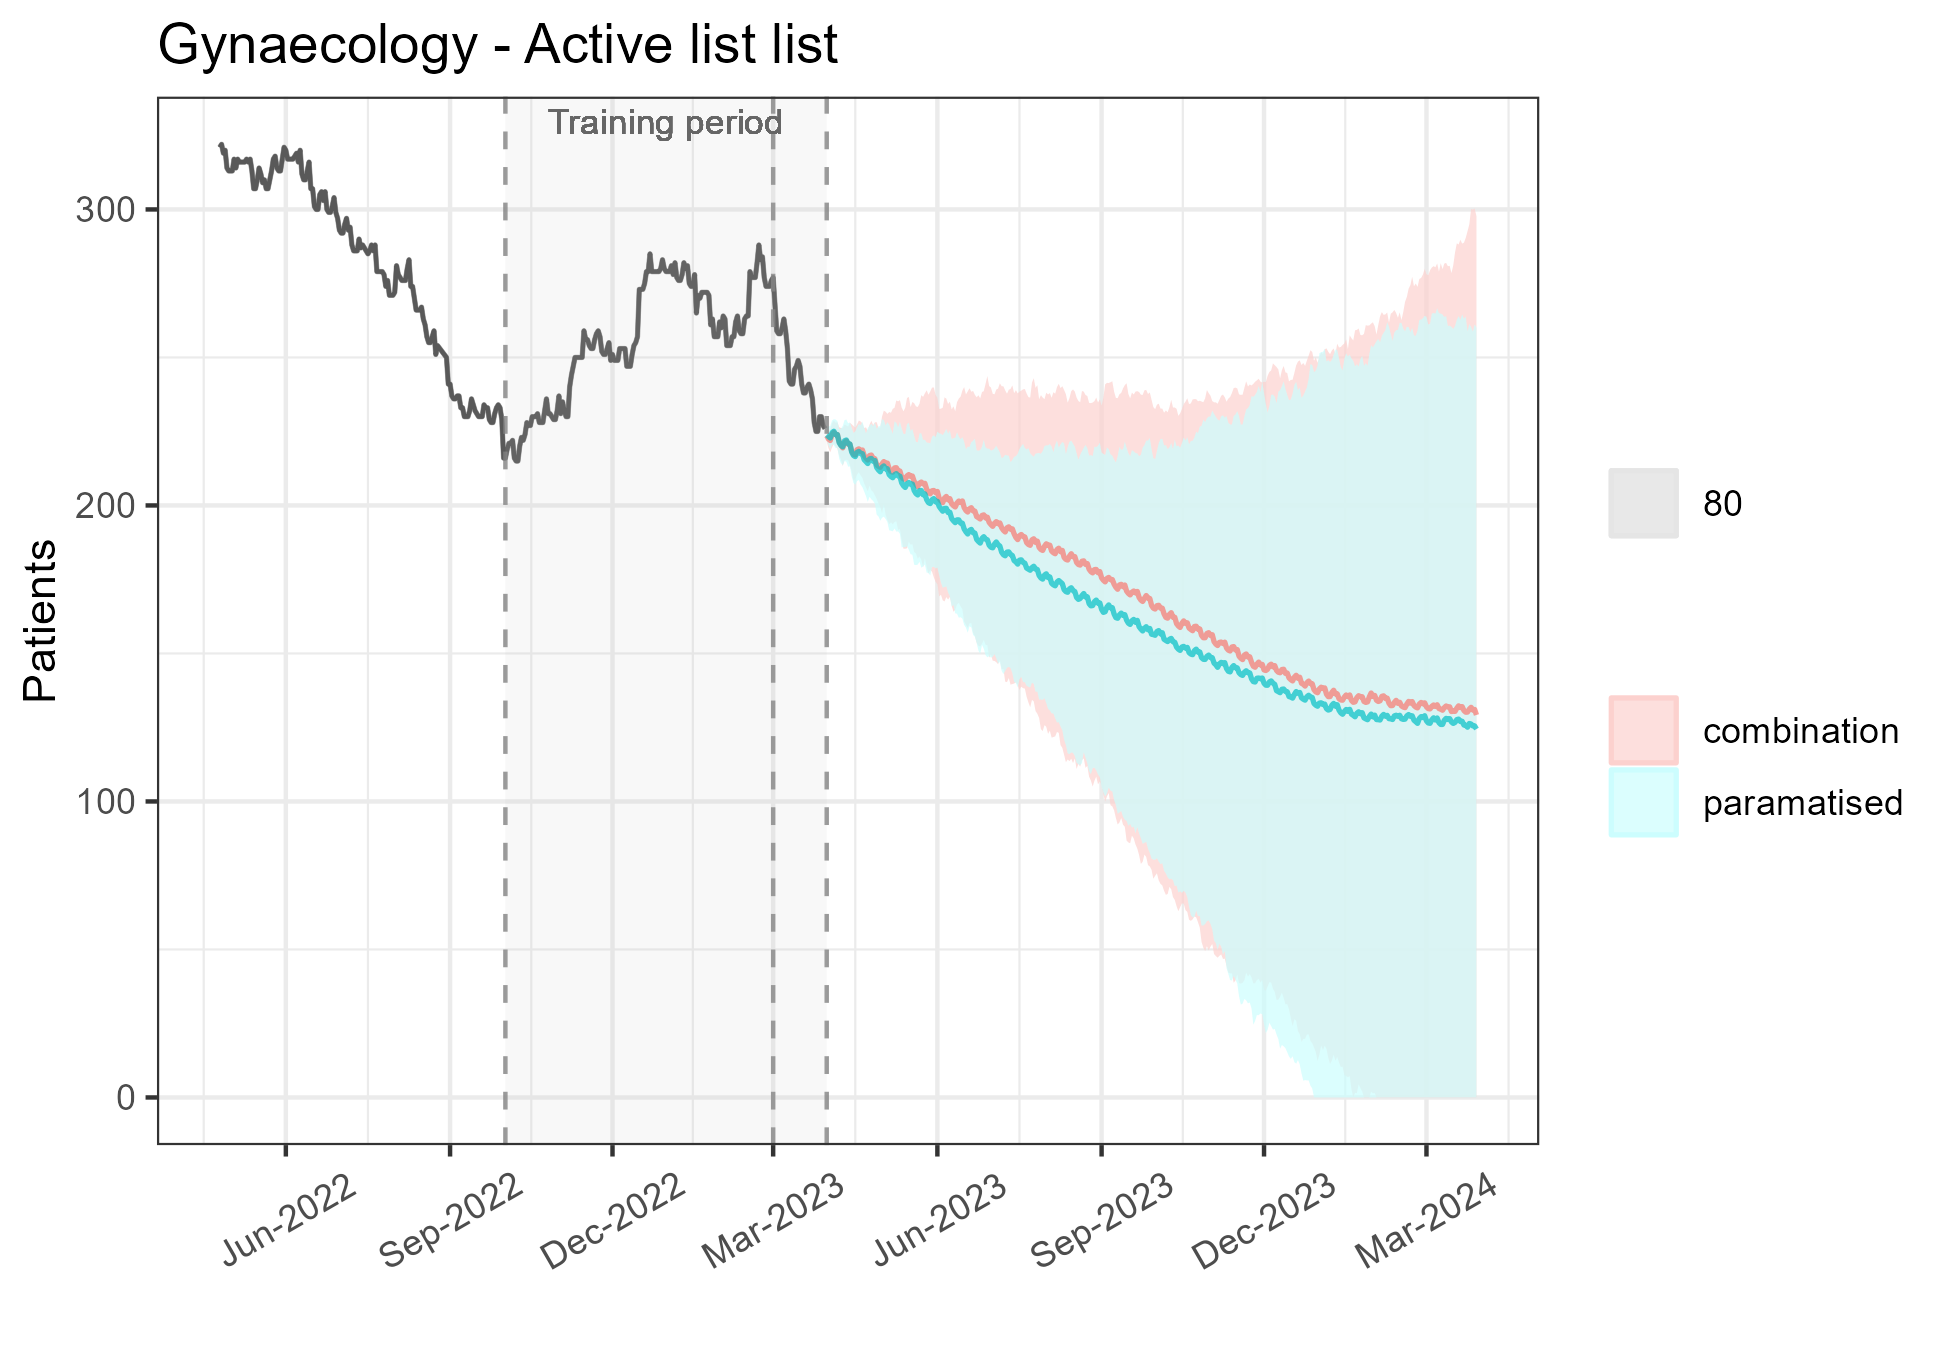 Gynaecology - Active list list
Training period
Patients
300
200
100
0
Jun-2022
Sep-2022
Dec-2022
Mar-2023
Jun-2023
Sep-2023
Dec-2023
Mar-2024
80
combination
paramatised